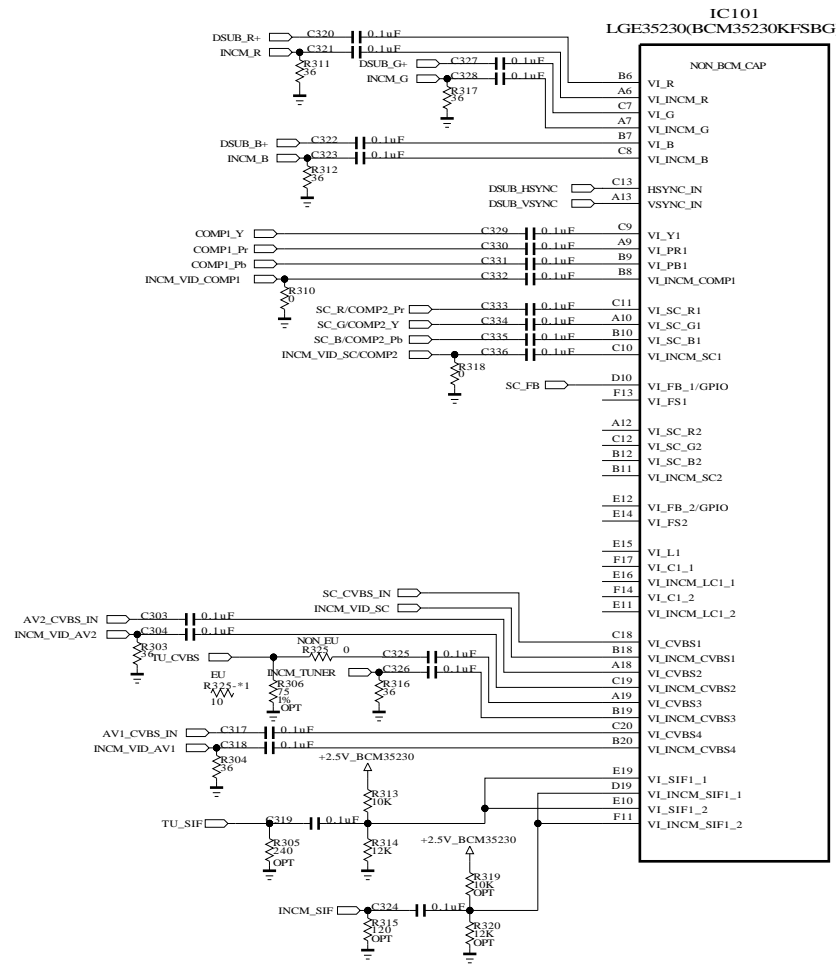 IC101
LGE35230(BCM35230KFSBG
NON_BCM_CAP
DSUB_R+ C320 0.1uF B6 VI_R
INCM_R C321 0.1uF A6 VI_INCM_R
R311
36
DSUB_G+ C327 0.1uF C7 VI_G
INCM_G C328 0.1uF A7 VI_INCM_G
R317
36
DSUB_B+ C322 0.1uF B7 VI_B
INCM_B C323 0.1uF C8 VI_INCM_B
R312
36
DSUB_HSYNC C13 HSYNC_IN
DSUB_VSYNC A13 VSYNC_IN
COMP1_Y C329 0.1uF C9 VI_Y1
COMP1_Pr C330 0.1uF A9 VI_PR1
COMP1_Pb C331 0.1uF B9 VI_PB1
INCM_VID_COMP1 C332 0.1uF B8 VI_INCM_COMP1
R310
0
SC_R/COMP2_Pr C333 0.1uF C11 VI_SC_R1
SC_G/COMP2_Y C334 0.1uF A10 VI_SC_G1
SC_B/COMP2_Pb C335 0.1uF B10 VI_SC_B1
INCM_VID_SC/COMP2 C336 0.1uF C10 VI_INCM_SC1
R318
0
SC_FB D10 VI_FB_1/GPIO
F13 VI_FS1
A12 VI_SC_R2
C12 VI_SC_G2
B12 VI_SC_B2
B11 VI_INCM_SC2
E12 VI_FB_2/GPIO
E14 VI_FS2
E15 VI_L1
F17 VI_C1_1
E16 VI_INCM_LC1_1
F14 VI_C1_2
E11 VI_INCM_LC1_2
SC_CVBS_IN
INCM_VID_SC
AV2_CVBS_IN C303 0.1uF
INCM_VID_AV2 C304 0.1uF
R303
36
C18 VI_CVBS1
B18 VI_INCM_CVBS1
A18 VI_CVBS2
C19 VI_INCM_CVBS2
A19 VI_CVBS3
B19 VI_INCM_CVBS3
C20 VI_CVBS4
B20 VI_INCM_CVBS4
NON_EU
TU_CVBS R325 0 C325 0.1uF
INCM_TUNER C326 0.1uF
EU
R325-*1
10
R306
75
1%
OPT
R316
36
AV1_CVBS_IN C317 0.1uF
INCM_VID_AV1 C318 0.1uF
R304
36
+2.5V_BCM35230
R313
10K
E19 VI_SIF1_1
D19 VI_INCM_SIF1_1
E10 VI_SIF1_2
F11 VI_INCM_SIF1_2
TU_SIF C319 0.1uF
R305
240
OPT
R314
12K
+2.5V_BCM35230
R319
10K
OPT
INCM_SIF C324 0.1uF
R315
120
OPT
R320
12K
OPT